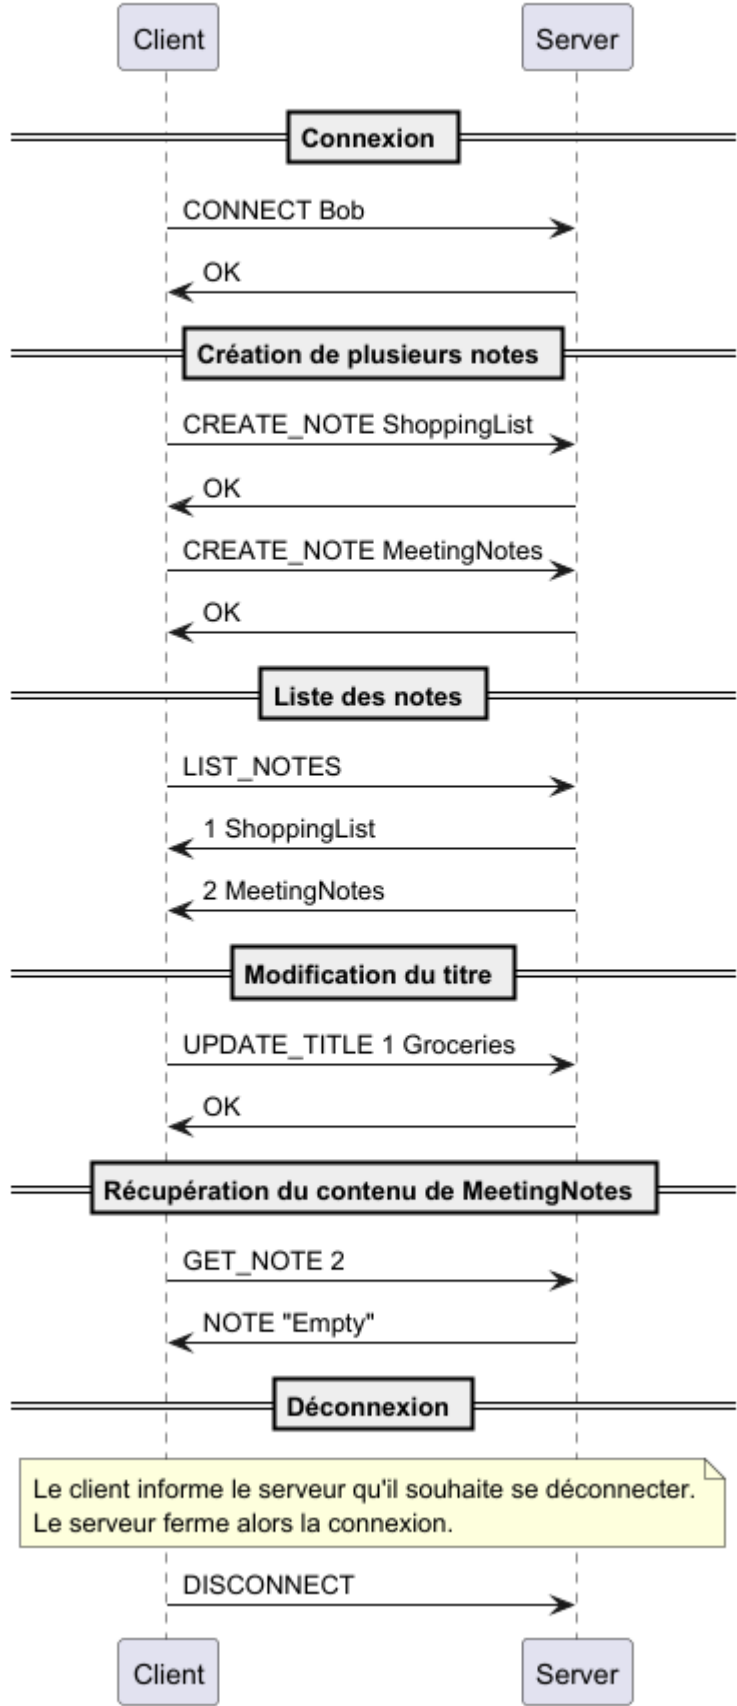 Client Server
Connexion
CONNECT Bob
OK
Création de plusieurs notes
CREATE_NOTE ShoppingList
OK
CREATE_NOTE MeetingNotes
OK
Liste des notes
LIST_NOTES
1 ShoppingList
2 MeetingNotes
Modification du titre
UPDATE_TITLE 1 Groceries
OK
Récupération du contenu de MeetingNotes
GET_NOTE 2
NOTE "Empty"
Déconnexion
Le client informe le serveur qu'il souhaite se déconnecter.
Le serveur ferme alors la connexion.
DISCONNECT
Client Server